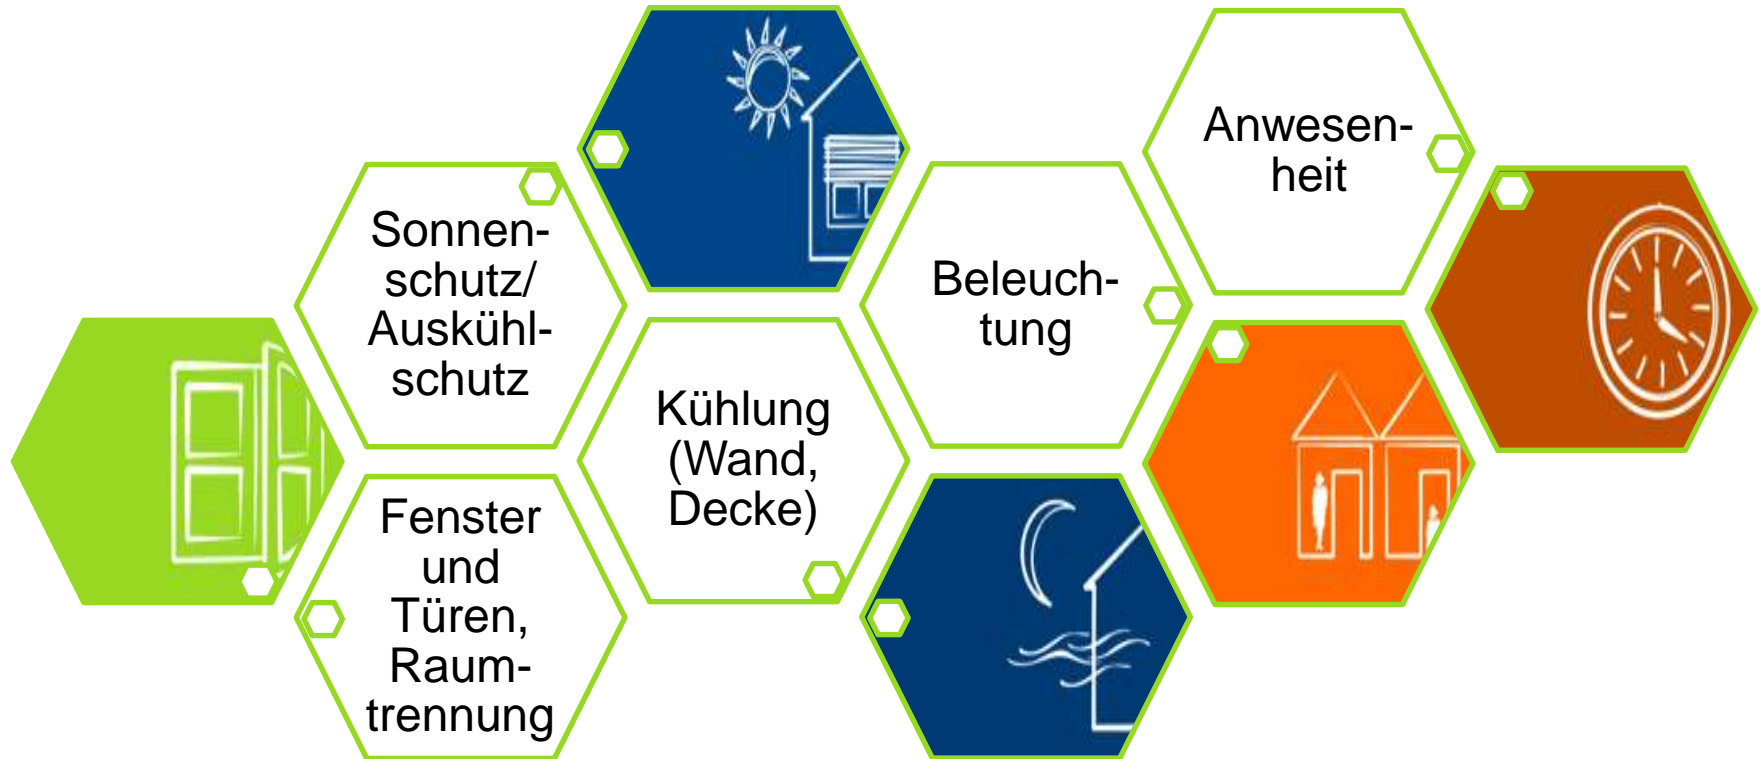 Sonnen-
schutz/
Auskühl-
schutz
Fenster
und
Türen,
Raum-
trennung
Kühlung
(Wand,
Decke)
Beleuch-
tung
Anwesen-
heit